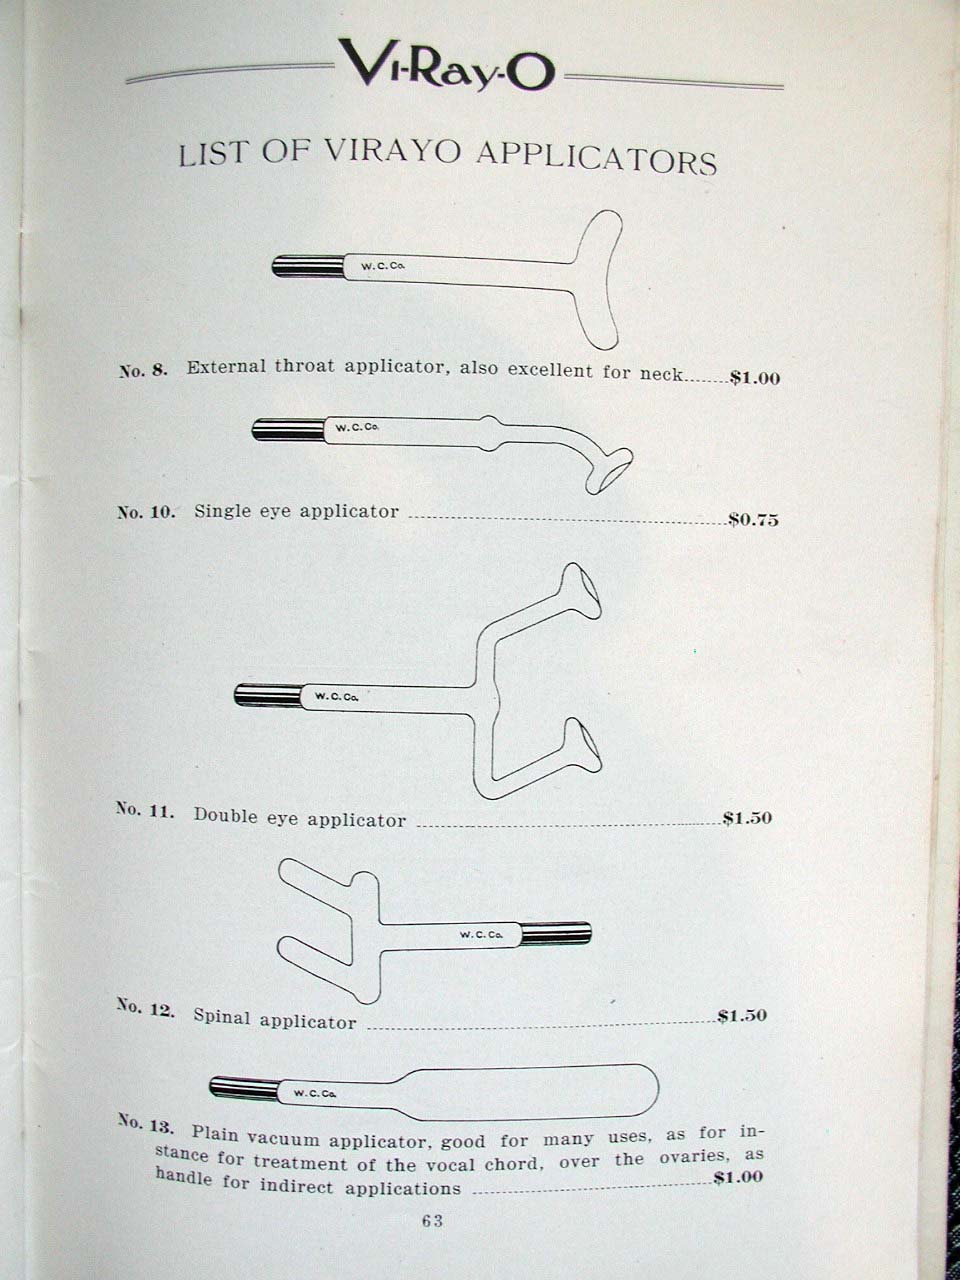 Vi-Ray-O
LIST OF VIRAYO APPLICATORS
W.C.Co.
No. 8. External throat applicator, also excellent for neck.......$1.00
W.C.Co.
No. 10. Single eye applicator ........................................$0.75
W.C.Co.
No. 11. Double eye applicator ........................................$1.50
W.C.Co.
No. 12. Spinal applicator ........................................$1.50
W.C.Co.
No. 13. Plain vacuum applicator, good for many uses, as for in-
stance for treatment of the vocal chord, over the ovaries, as
handle for indirect applications ..............................$1.00
63